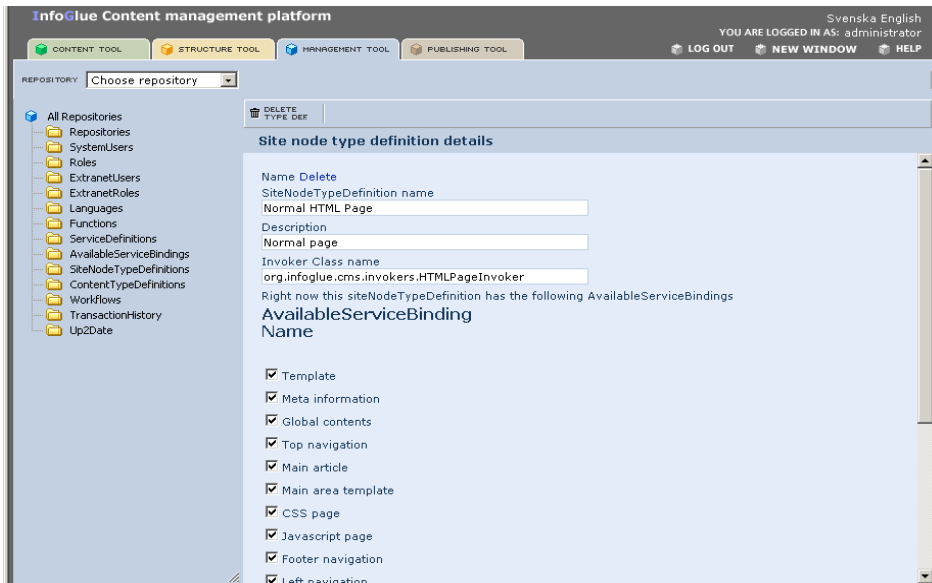 InfoGlue Content management platform
Svenska English
YOU ARE LOGGED IN AS: administrator
CONTENT TOOL
STRUCTURE TOOL
MANAGEMENT TOOL
PUBLISHING TOOL
LOG OUT
NEW WINDOW
HELP
REPOSITORY Choose repository
All Repositories
Repositories
SystemUsers
Roles
ExtranetUsers
ExtranetRoles
Languages
Functions
ServiceDefinitions
AvailableServiceBindings
SiteNodeTypeDefinitions
ContentTypeDefinitions
Workflows
TransactionHistory
Up2Date
DELETE
TYPE DEF
Site node type definition details
Name Delete
SiteNodeTypeDefinition name
Normal HTML Page
Description
Normal page
Invoker Class name
org.infoglue.cms.invokers.HTMLPageInvoker
Right now this siteNodeTypeDefinition has the following AvailableServiceBindings
AvailableServiceBinding
Name
Template
Meta information
Global contents
Top navigation
Main article
Main area template
CSS page
Javascript page
Footer navigation
Left navigation